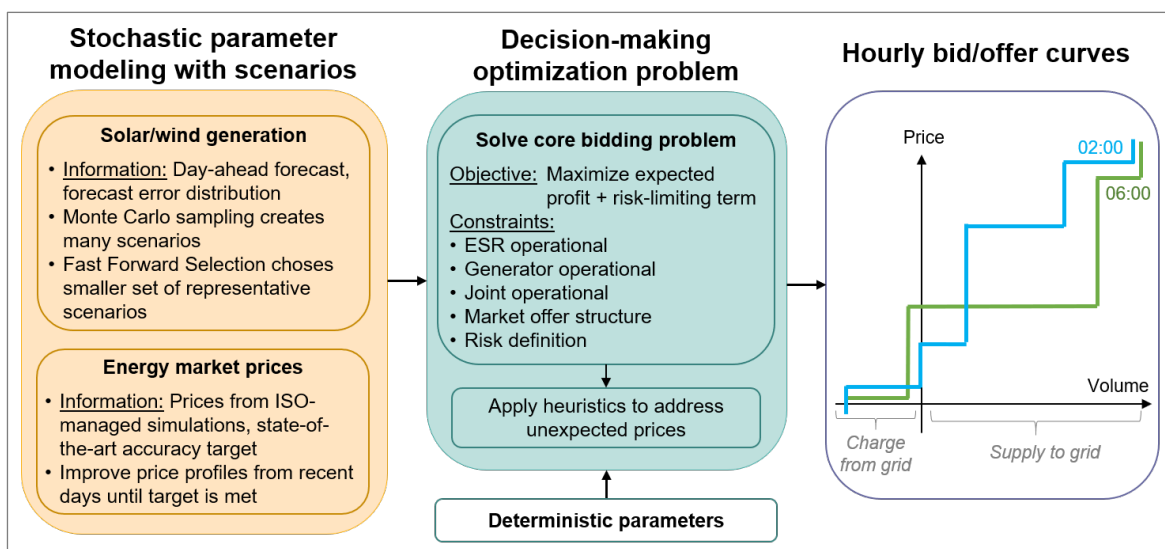 Stochastic parameter
modeling with scenarios
Solar/wind generation
• Information: Day-ahead forecast,
forecast error distribution
• Monte Carlo sampling creates
many scenarios
• Fast Forward Selection choses
smaller set of representative
scenarios
Energy market prices
• Information: Prices from ISO-
managed simulations, state-of-
the-art accuracy target
• Improve price profiles from recent
days until target is met
Decision-making
optimization problem
Solve core bidding problem
Objective: Maximize expected
profit + risk-limiting term
Constraints:
• ESR operational
• Generator operational
• Joint operational
• Market offer structure
• Risk definition
Apply heuristics to address
unexpected prices
Deterministic parameters
Hourly bid/offer curves
Price
02:00
06:00
Volume
Charge
from grid
Supply to grid